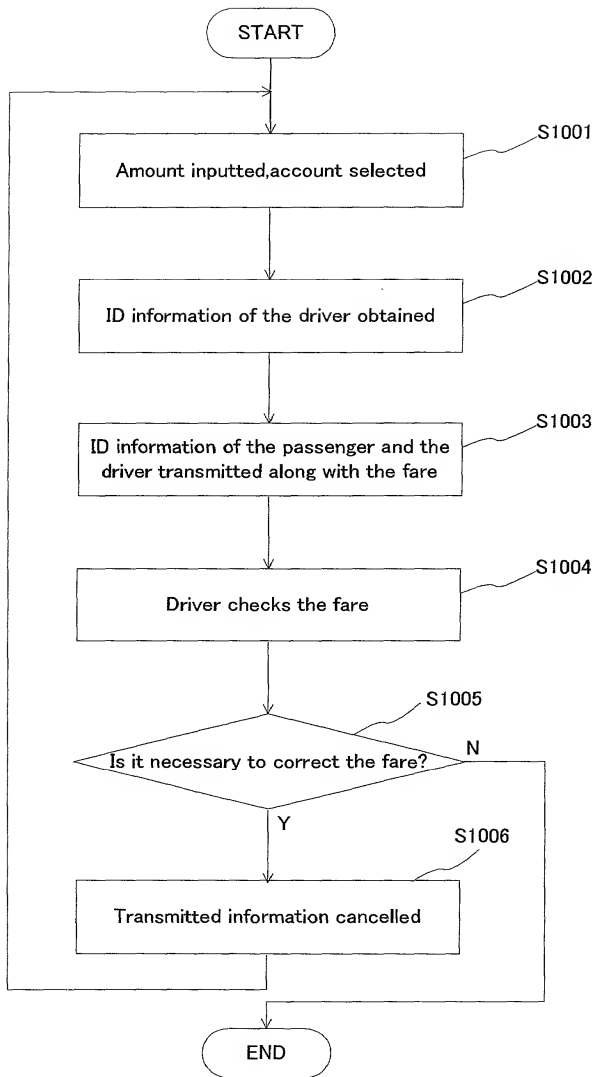 START
S1001
Amount inputted,account selected
S1002
ID information of the driver obtained
S1003
ID information of the passenger and the
driver transmitted along with the fare
S1004
Driver checks the fare
S1005
Is it necessary to correct the fare?
N
Y
S1006
Transmitted information cancelled
END